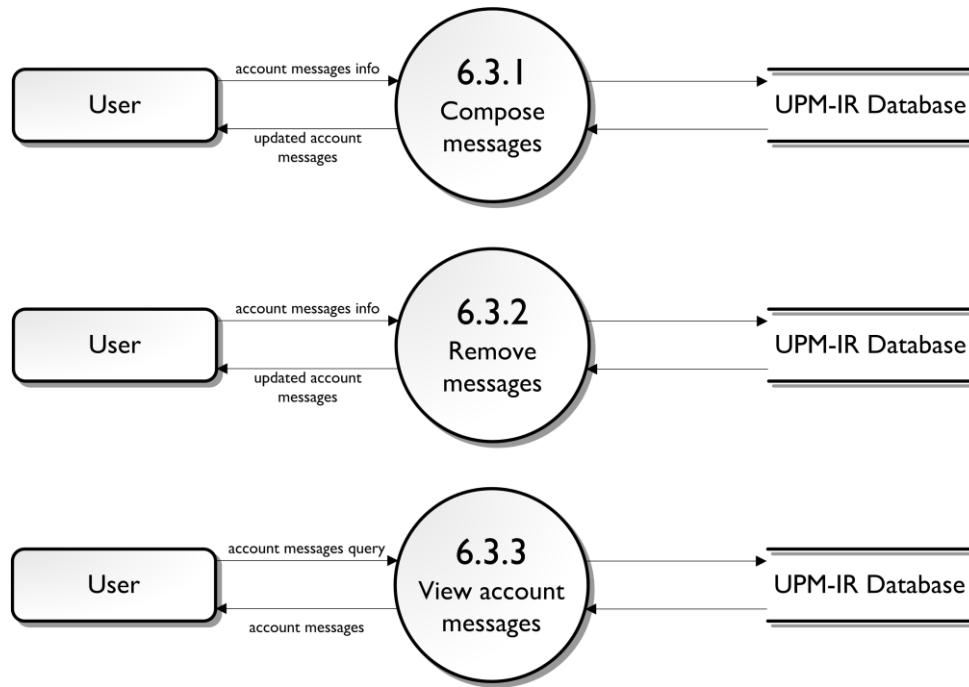 account messages info
User
updated account
messages
6.3.1
Compose
messages
UPM-IR Database
account messages info
User
updated account
messages
6.3.2
Remove
messages
UPM-IR Database
account messages query
User
account messages
6.3.3
View account
messages
UPM-IR Database